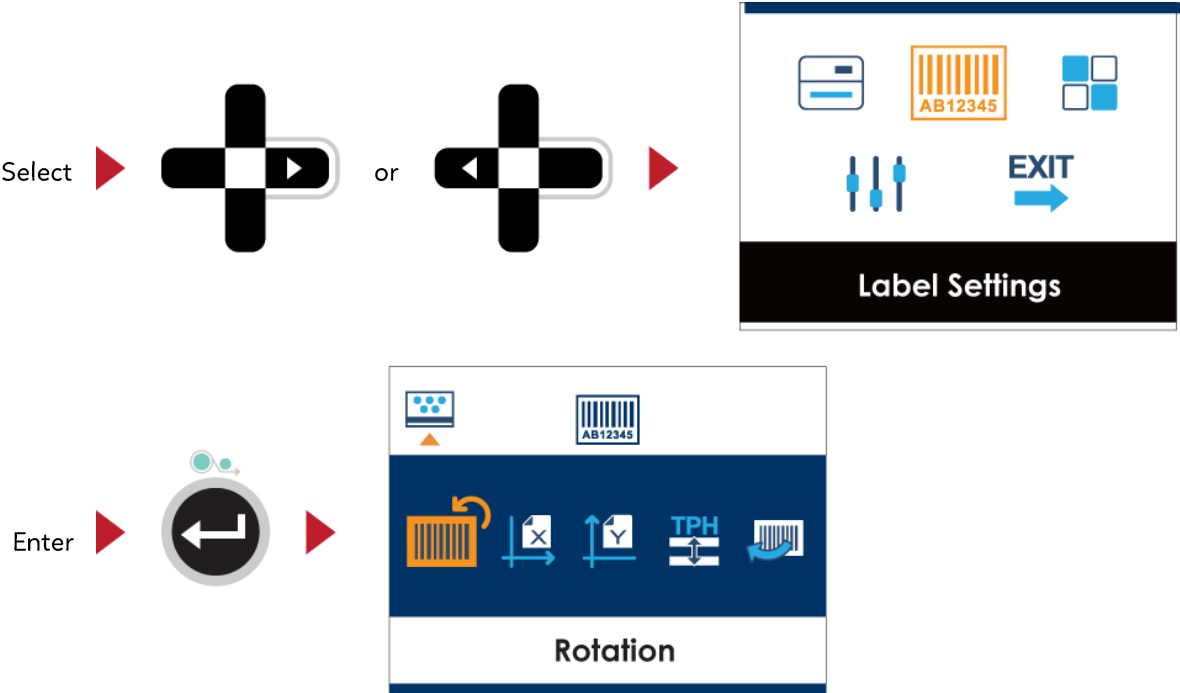 Select
or
AB12345
EXIT
Label Settings
AB12345
Enter
X
Y
TPH
Rotation